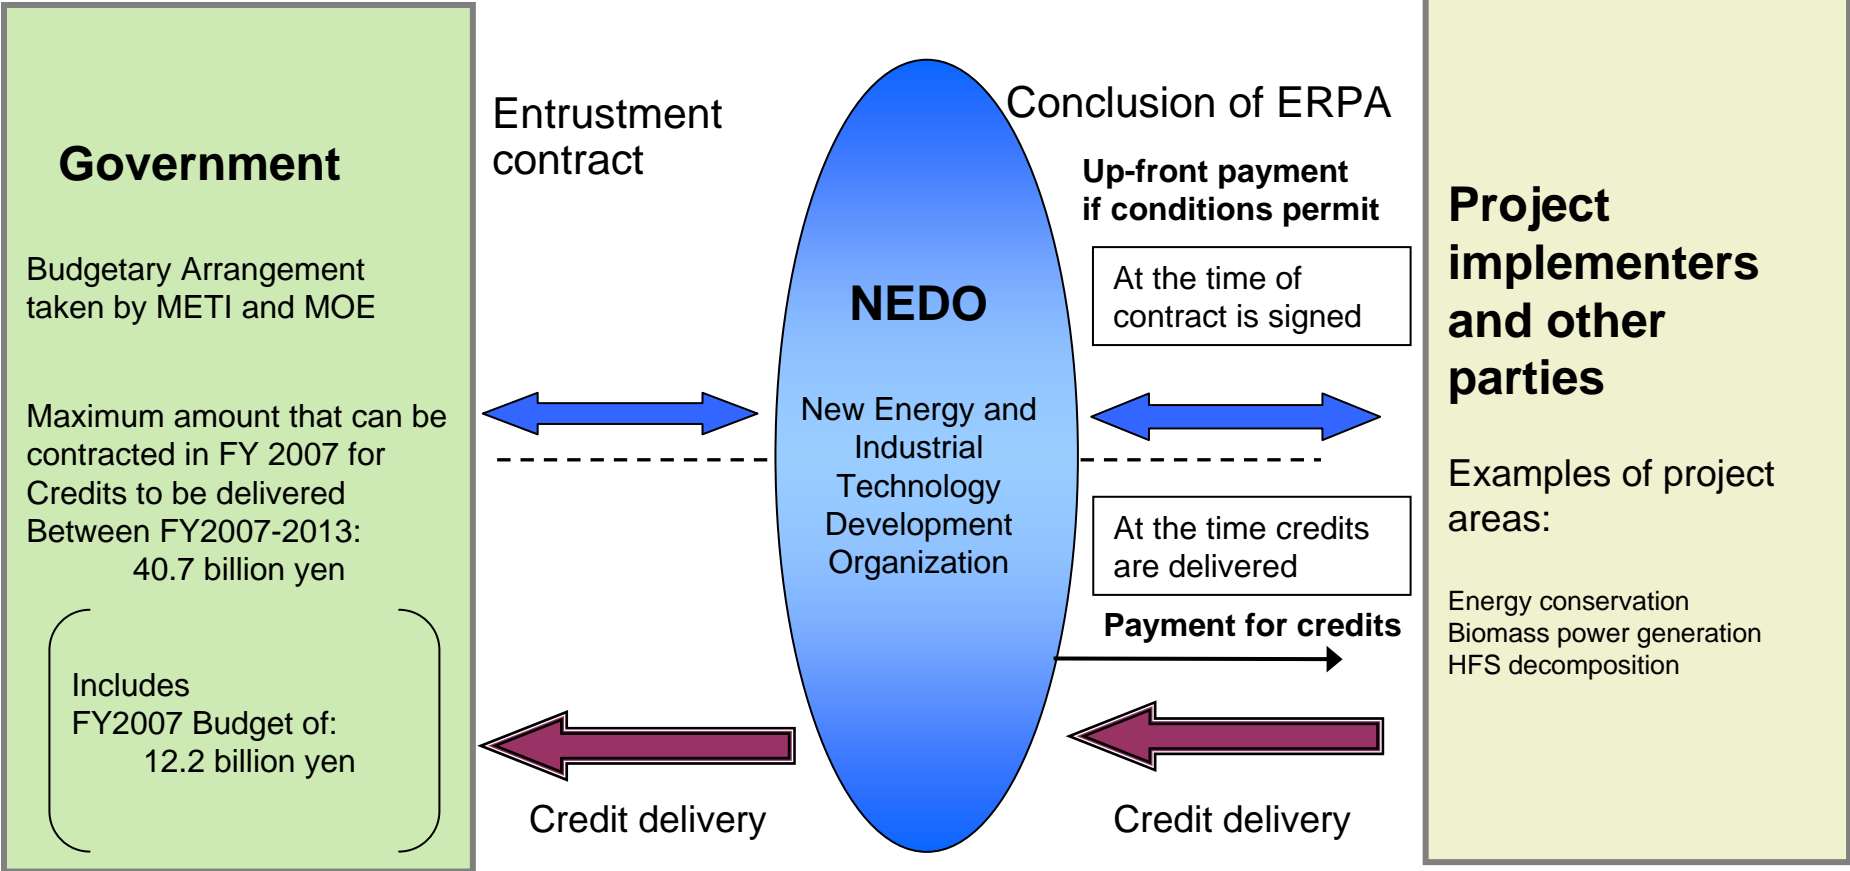 Government
Budgetary Arrangement
taken by METI and MOE
Maximum amount that can be
contracted in FY 2007 for
Credits to be delivered
Between FY2007-2013:
40.7 billion yen
Includes
FY2007 Budget of:
12.2 billion yen
Entrustment
contract
Credit delivery
NEDO
New Energy and
Industrial
Technology
Development
Organization
Conclusion of ERPA
Up-front payment
if conditions permit
At the time of
contract is signed
At the time credits
are delivered
Payment for credits
Credit delivery
Project
implementers
and other
parties
Examples of project
areas:
Energy conservation
Biomass power generation
HFS decomposition